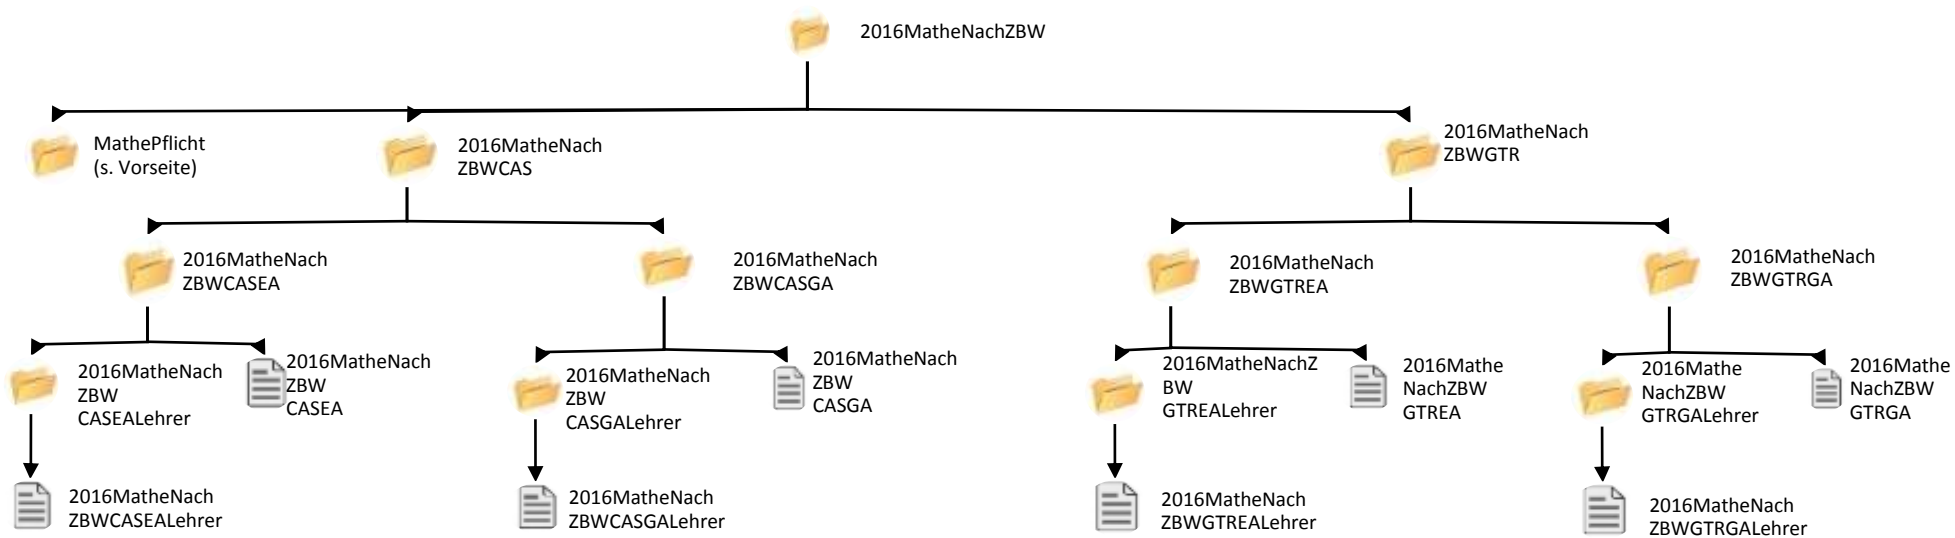 2016MatheNachZBW
MathePflicht
(s. Vorseite)
2016MatheNach
ZBWCAS
2016MatheNach
ZBWGTR
2016MatheNach
ZBWCASEA
2016MatheNach
ZBWCASGA
2016MatheNach
ZBWGTREA
2016MatheNach
ZBWGTRGA
2016MatheNach
ZBW
CASEALehrer
2016MatheNach
ZBW
CASEA
2016MatheNach
ZBW
CASGALehrer
2016MatheNach
ZBW
CASGA
2016MatheNachZ
BW
GTREALehrer
2016Mathe
NachZBW
GTREA
2016Mathe
NachZBW
GTRGALehrer
2016Mathe
NachZBW
GTRGA
2016MatheNach
ZBWCASEALehrer
2016MatheNach
ZBWCASGALehrer
2016MatheNach
ZBWGTREALehrer
2016MatheNach
ZBWGTRGALehrer